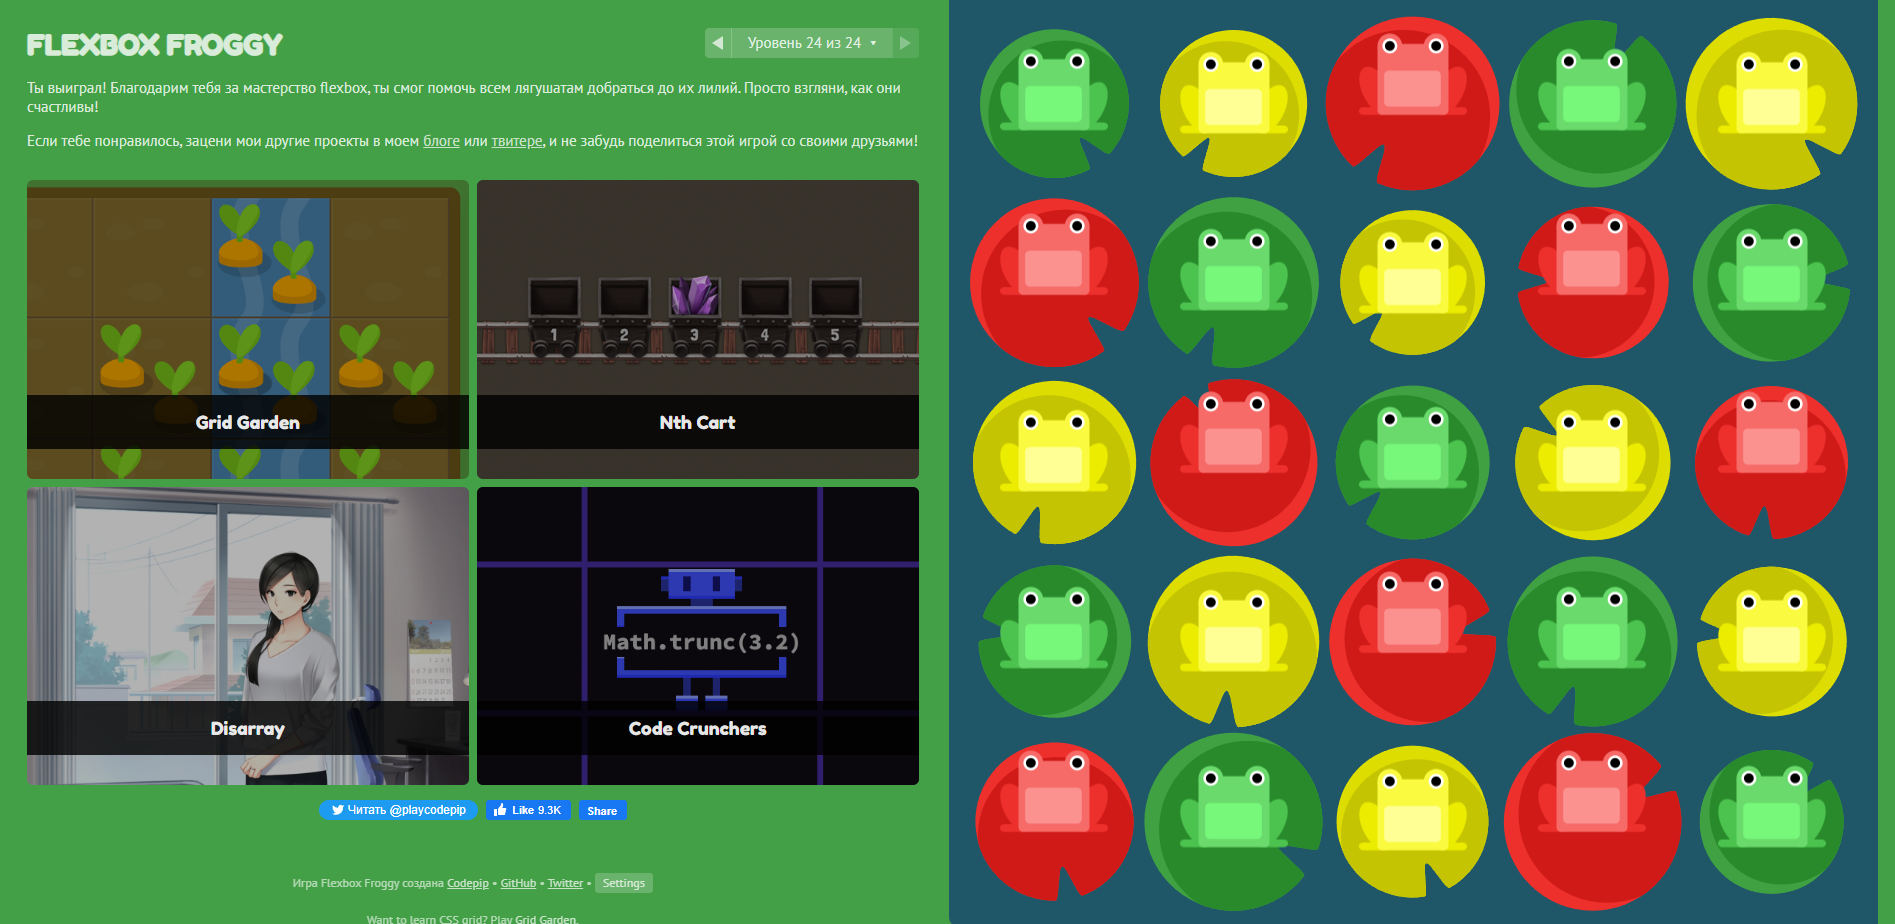 FLEXBOX FROGGY
Уровень 24 из 24
Ты выиграл! Благодарим тебя за мастерство flexbox, ты смог помочь всем лягушатам добраться до их лилий. Просто взгляни, как они
счастливы!
Если тебе понравилось, зацени мои другие проекты в моем блоге или твитере, и не забудь поделиться этой игрой со своими друзьями!
1 2 3 4 5
Grid Garden
Nth Cart
Math.trunc(3.2)
Disarray
Code Crunchers
Читать @playcodepip
Like 9.3K
Share
Игра Flexbox Froggy создана Codepip • GitHub • Twitter • Settings
Want to learn CSS grid? Play Grid Garden.